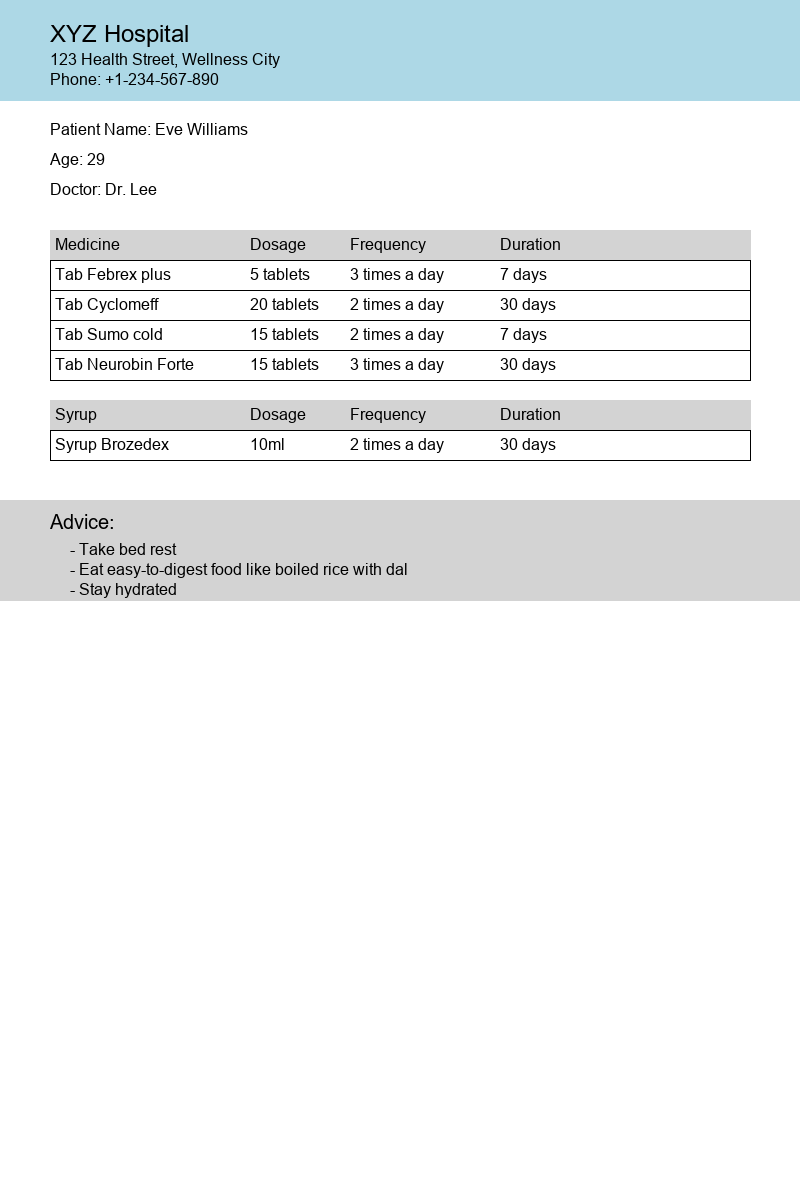 XYZ Hospital
123 Health Street, Wellness City
Phone: +1-234-567-890
Patient Name: Eve Williams
Age: 29
Doctor: Dr. Lee
Medicine Dosage Frequency Duration
Tab Febrex plus 5 tablets 3 times a day 7 days
Tab Cyclomeff 20 tablets 2 times a day 30 days
Tab Sumo cold 15 tablets 2 times a day 7 days
Tab Neurobin Forte 15 tablets 3 times a day 30 days
Syrup Dosage Frequency Duration
Syrup Brozedex 10ml 2 times a day 30 days
Advice:
- Take bed rest
- Eat easy-to-digest food like boiled rice with dal
- Stay hydrated